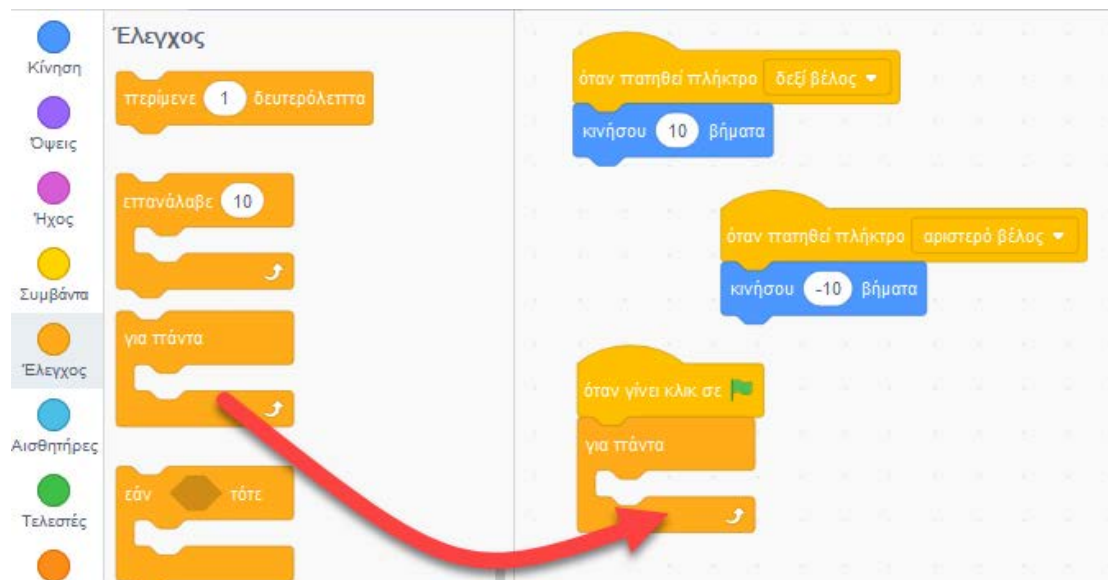 Κίνηση
Όψεις
Ήχος
Συμβάντα
Έλεγχος
Αισθητήρες
Τελεστές
Έλεγχος
περίμενε 1 δευτερόλεπτα
επανάλαβε 10
για πάντα
εάν τότε
όταν πατηθεί πλήκτρο δεξί βέλος
κινήσου 10 βήματα
όταν πατηθεί πλήκτρο αριστερό βέλος
κινήσου -10 βήματα
όταν γίνει κλικ σε
για πάντα